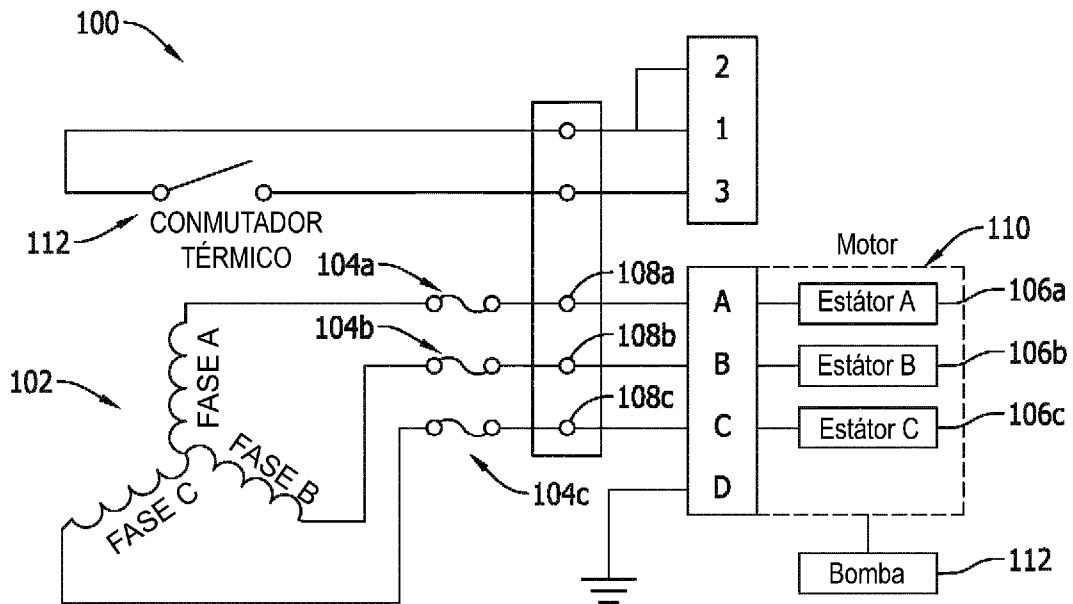 100
2
1
3
112
CONMUTADOR
TÉRMICO
Motor
110
104a
108a
A
Estátor A
106a
104b
108b
B
Estátor B
106b
102
FASE A
108c
C
Estátor C
106c
FASE B
FASE C
104c
D
Bomba
112